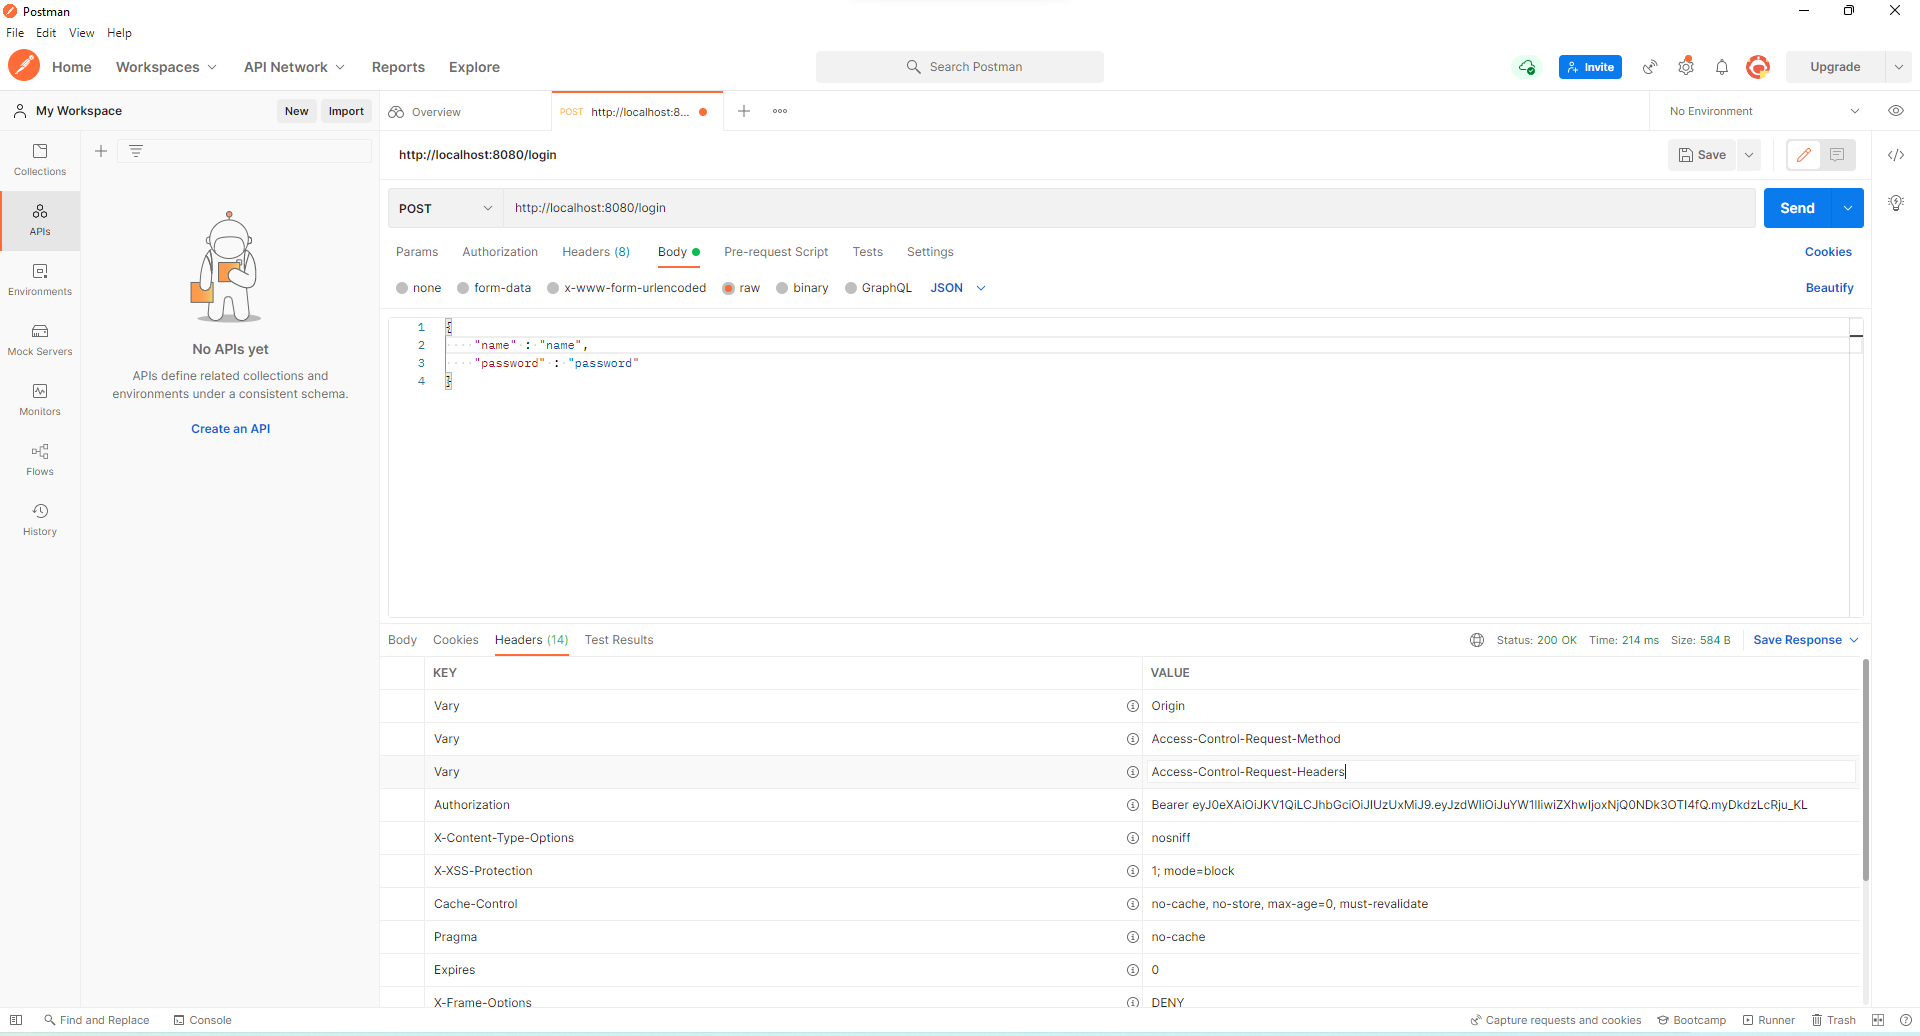 Postman
File Edit View Help
Home Workspaces API Network Reports Explore Search Postman Invite Upgrade
My Workspace New Import Overview POST http://localhost:8... No Environment
Collections
APIs
Environments
Mock Servers
Monitors
Flows
History
No APIs yet
APIs define related collections and
environments under a consistent schema.
Create an API
http://localhost:8080/login Save
POST http://localhost:8080/login Send
Params Authorization Headers (8) Body Pre-request Script Tests Settings Cookies
none form-data x-www-form-urlencoded raw binary GraphQL JSON Beautify
1 {
2 "name" : "name",
3 "password" : "password"
4 }
Body Cookies Headers (14) Test Results Status: 200 OK Time: 214 ms Size: 584 B Save Response
KEY VALUE
Vary Origin
Vary Access-Control-Request-Method
Vary Access-Control-Request-Headers
Authorization Bearer eyJ0eXAiOiJKV1QiLCJhbGciOiJIUzUxMiJ9.eyJzdWIiOiJuYW1lIiwiZXhwIjoxNjQ0NDk3OTI4fQ.myDkdzLcRju_KL
X-Content-Type-Options nosniff
X-XSS-Protection 1; mode=block
Cache-Control no-cache, no-store, max-age=0, must-revalidate
Pragma no-cache
Expires 0
X-Frame-Options DENY
Find and Replace Console Capture requests and cookies Bootcamp Runner Trash